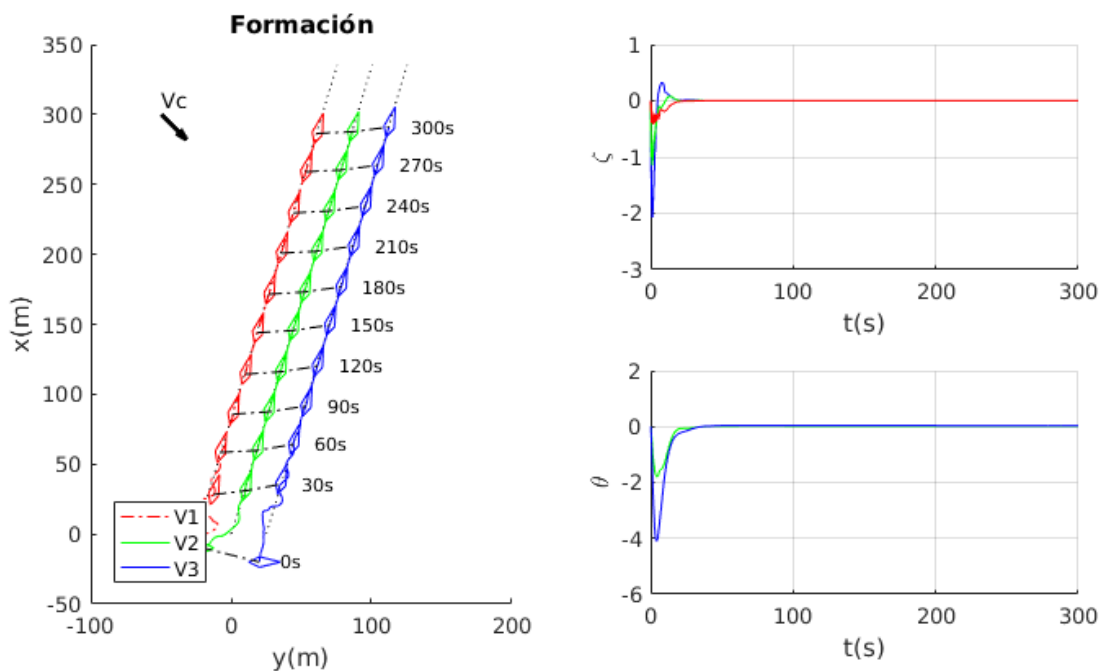 Formación
350
300
250
200
150
100
50
0
-50
x(m)
Vc
300s
270s
240s
210s
180s
150s
120s
90s
60s
30s
0s
V1
V2
V3
-100
0
100
200
y(m)
1
0
-1
-2
-3
ζ
0
100
200
300
t(s)
2
0
-2
-4
-6
θ
0
100
200
300
t(s)